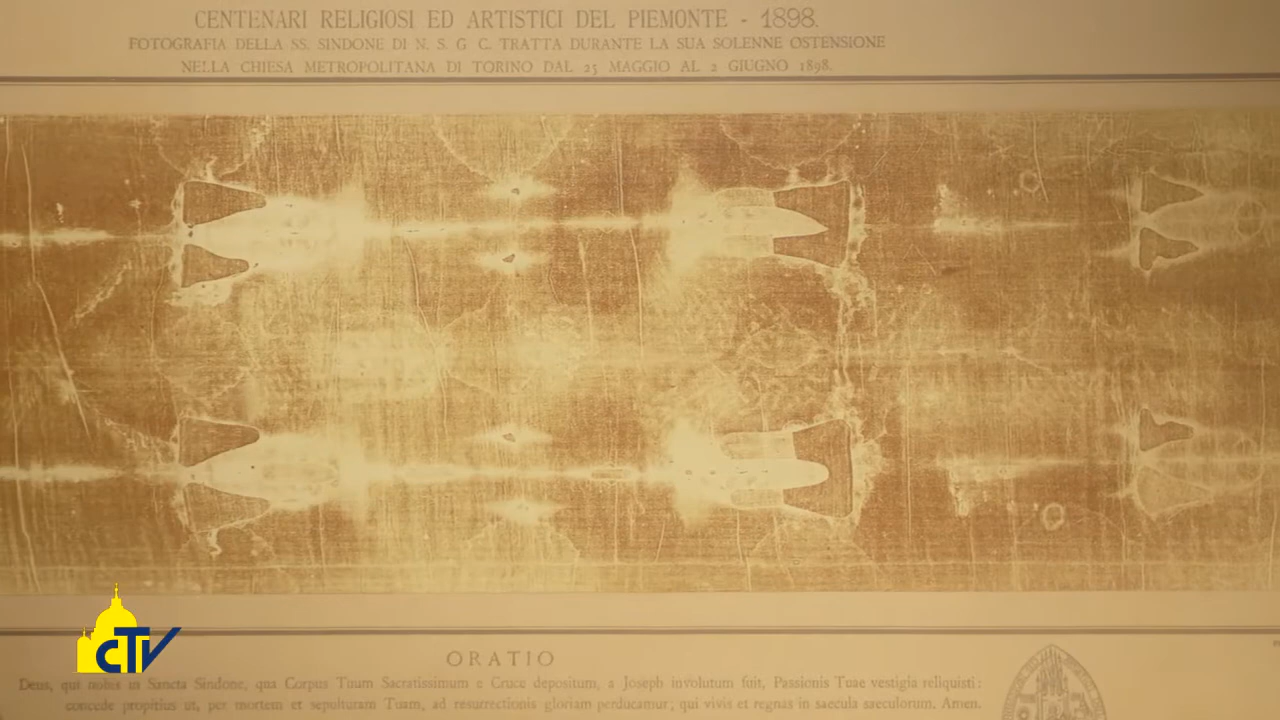 CENTENARI RELIGIOSI ED ARTISTICI DEL PIEMONTE - 1898.
FOTOGRAFIA DELLA SS. SINDONE DI N. S. G C. TRATTA DURANTE LA SUA SOLENNE OSTENSIONE
NELLA CHIESA METROPOLITANA DI TORINO DAL 25 MAGGIO AL 2 GIUGNO 1898.
CTV
ORATIO
Deus, qui nobis in Sancta Sindone, qua Corpus Tuum Sacratissimum e Cruce depositum, a Joseph involutum fuit, Passionis Tuae vestigia reliquisti:
concede propitius ut, per mortem et sepulturam Tuam, ad resurrectionis gloriam perducamur; qui vivis et regnas in saecula saeculorum. Amen.